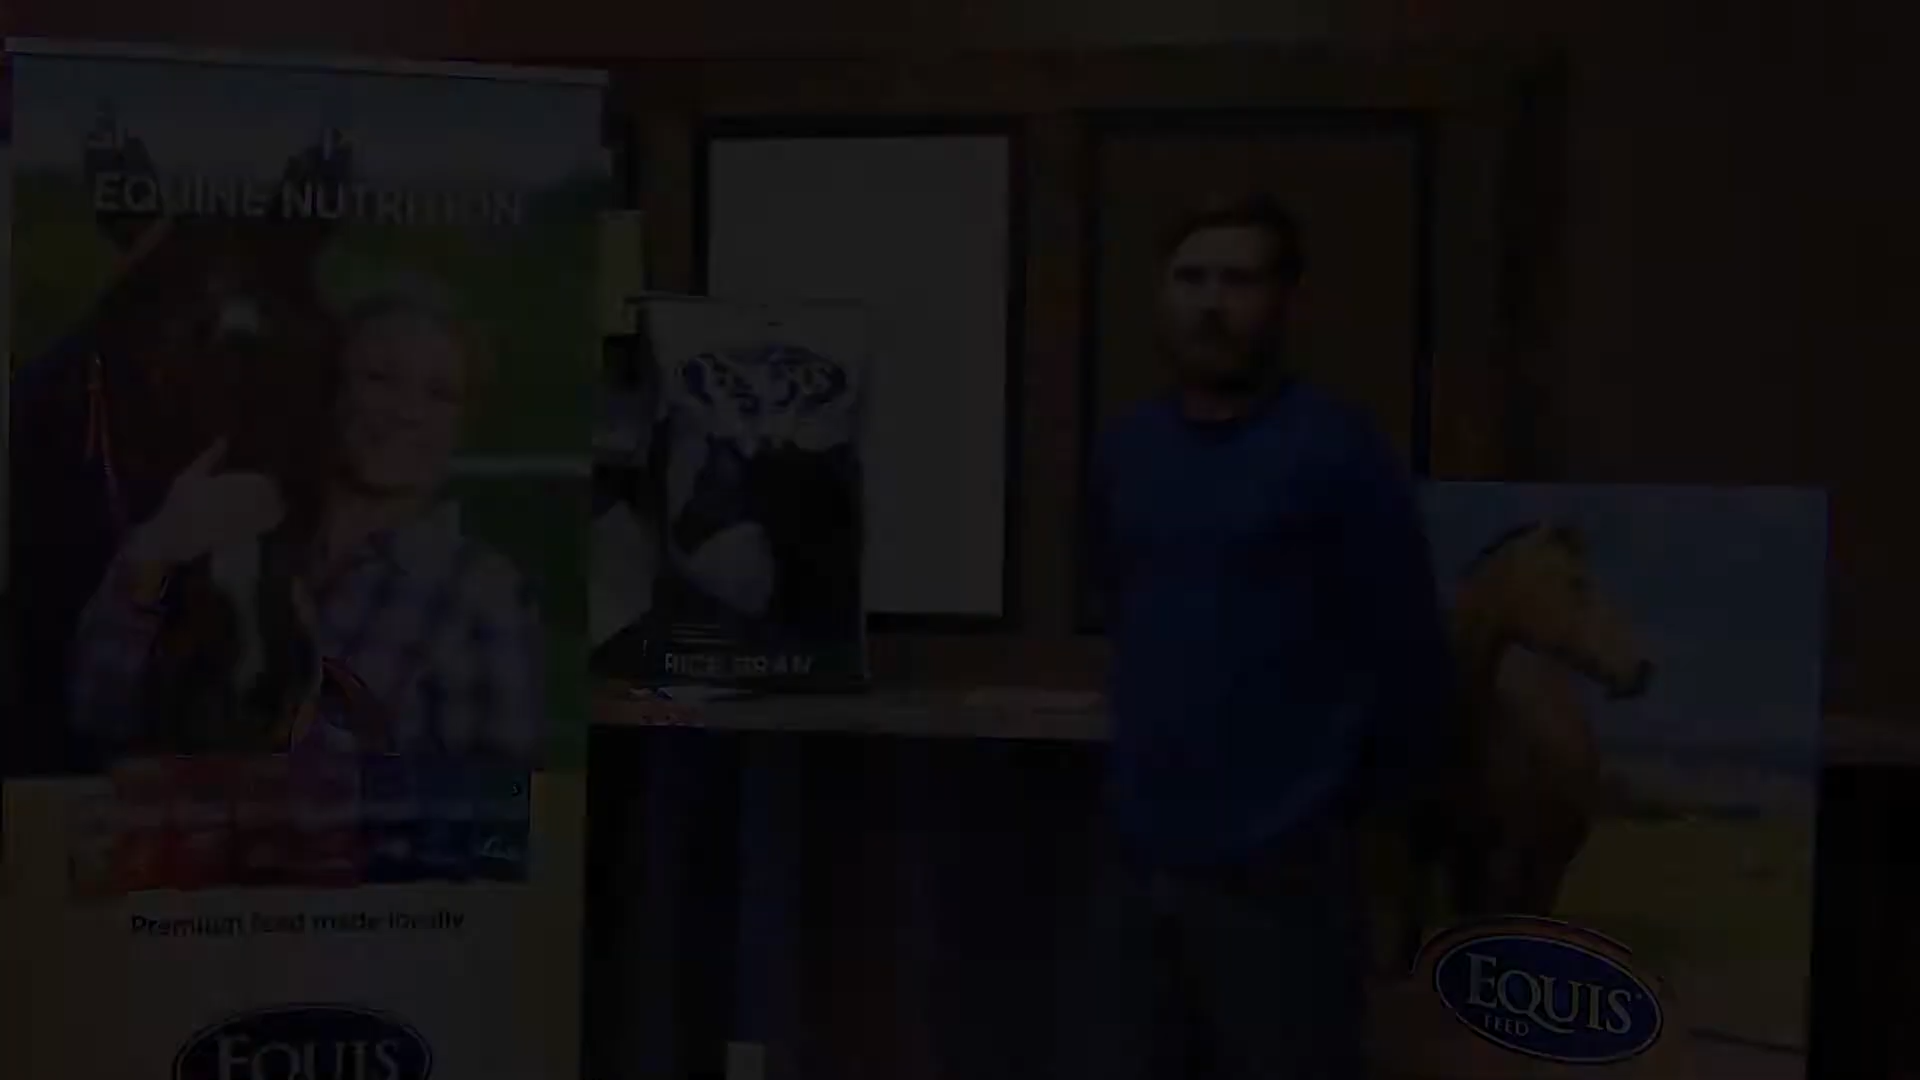 EQUINE NUTRITION
RICE BRAN
Premium feed made locally
EQUIS
EQUIS
FEED